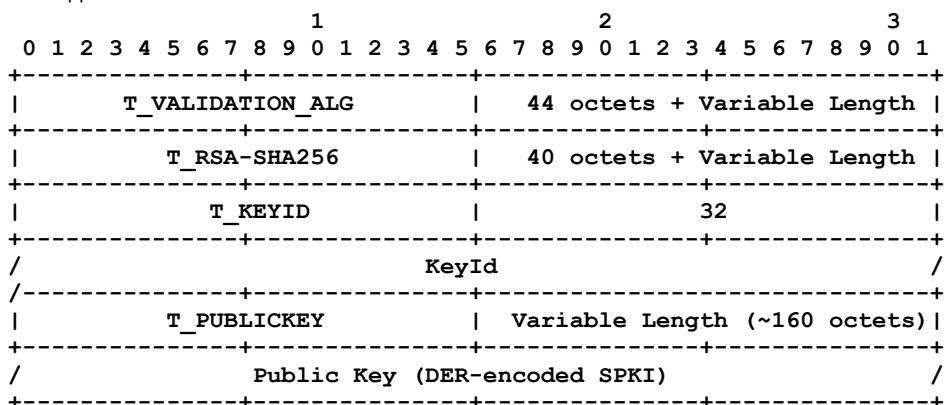 1                   2                   3
 0 1 2 3 4 5 6 7 8 9 0 1 2 3 4 5 6 7 8 9 0 1 2 3 4 5 6 7 8 9 0 1
+---------------+---------------+---------------+---------------+
|       T_VALIDATION_ALG        |   44 octets + Variable Length |
+---------------+---------------+---------------+---------------+
|          T_RSA-SHA256         |   40 octets + Variable Length |
+---------------+---------------+---------------+---------------+
|             T_KEYID           |               32              |
+---------------+---------------+---------------+---------------+
/                            KeyId                              /
/---------------+---------------+-------------------------------+
|          T_PUBLICKEY          |  Variable Length (~160 octets)|
+---------------+---------------+---------------+---------------+
/                Public Key (DER-encoded SPKI)                  /
+---------------+---------------+---------------+---------------+